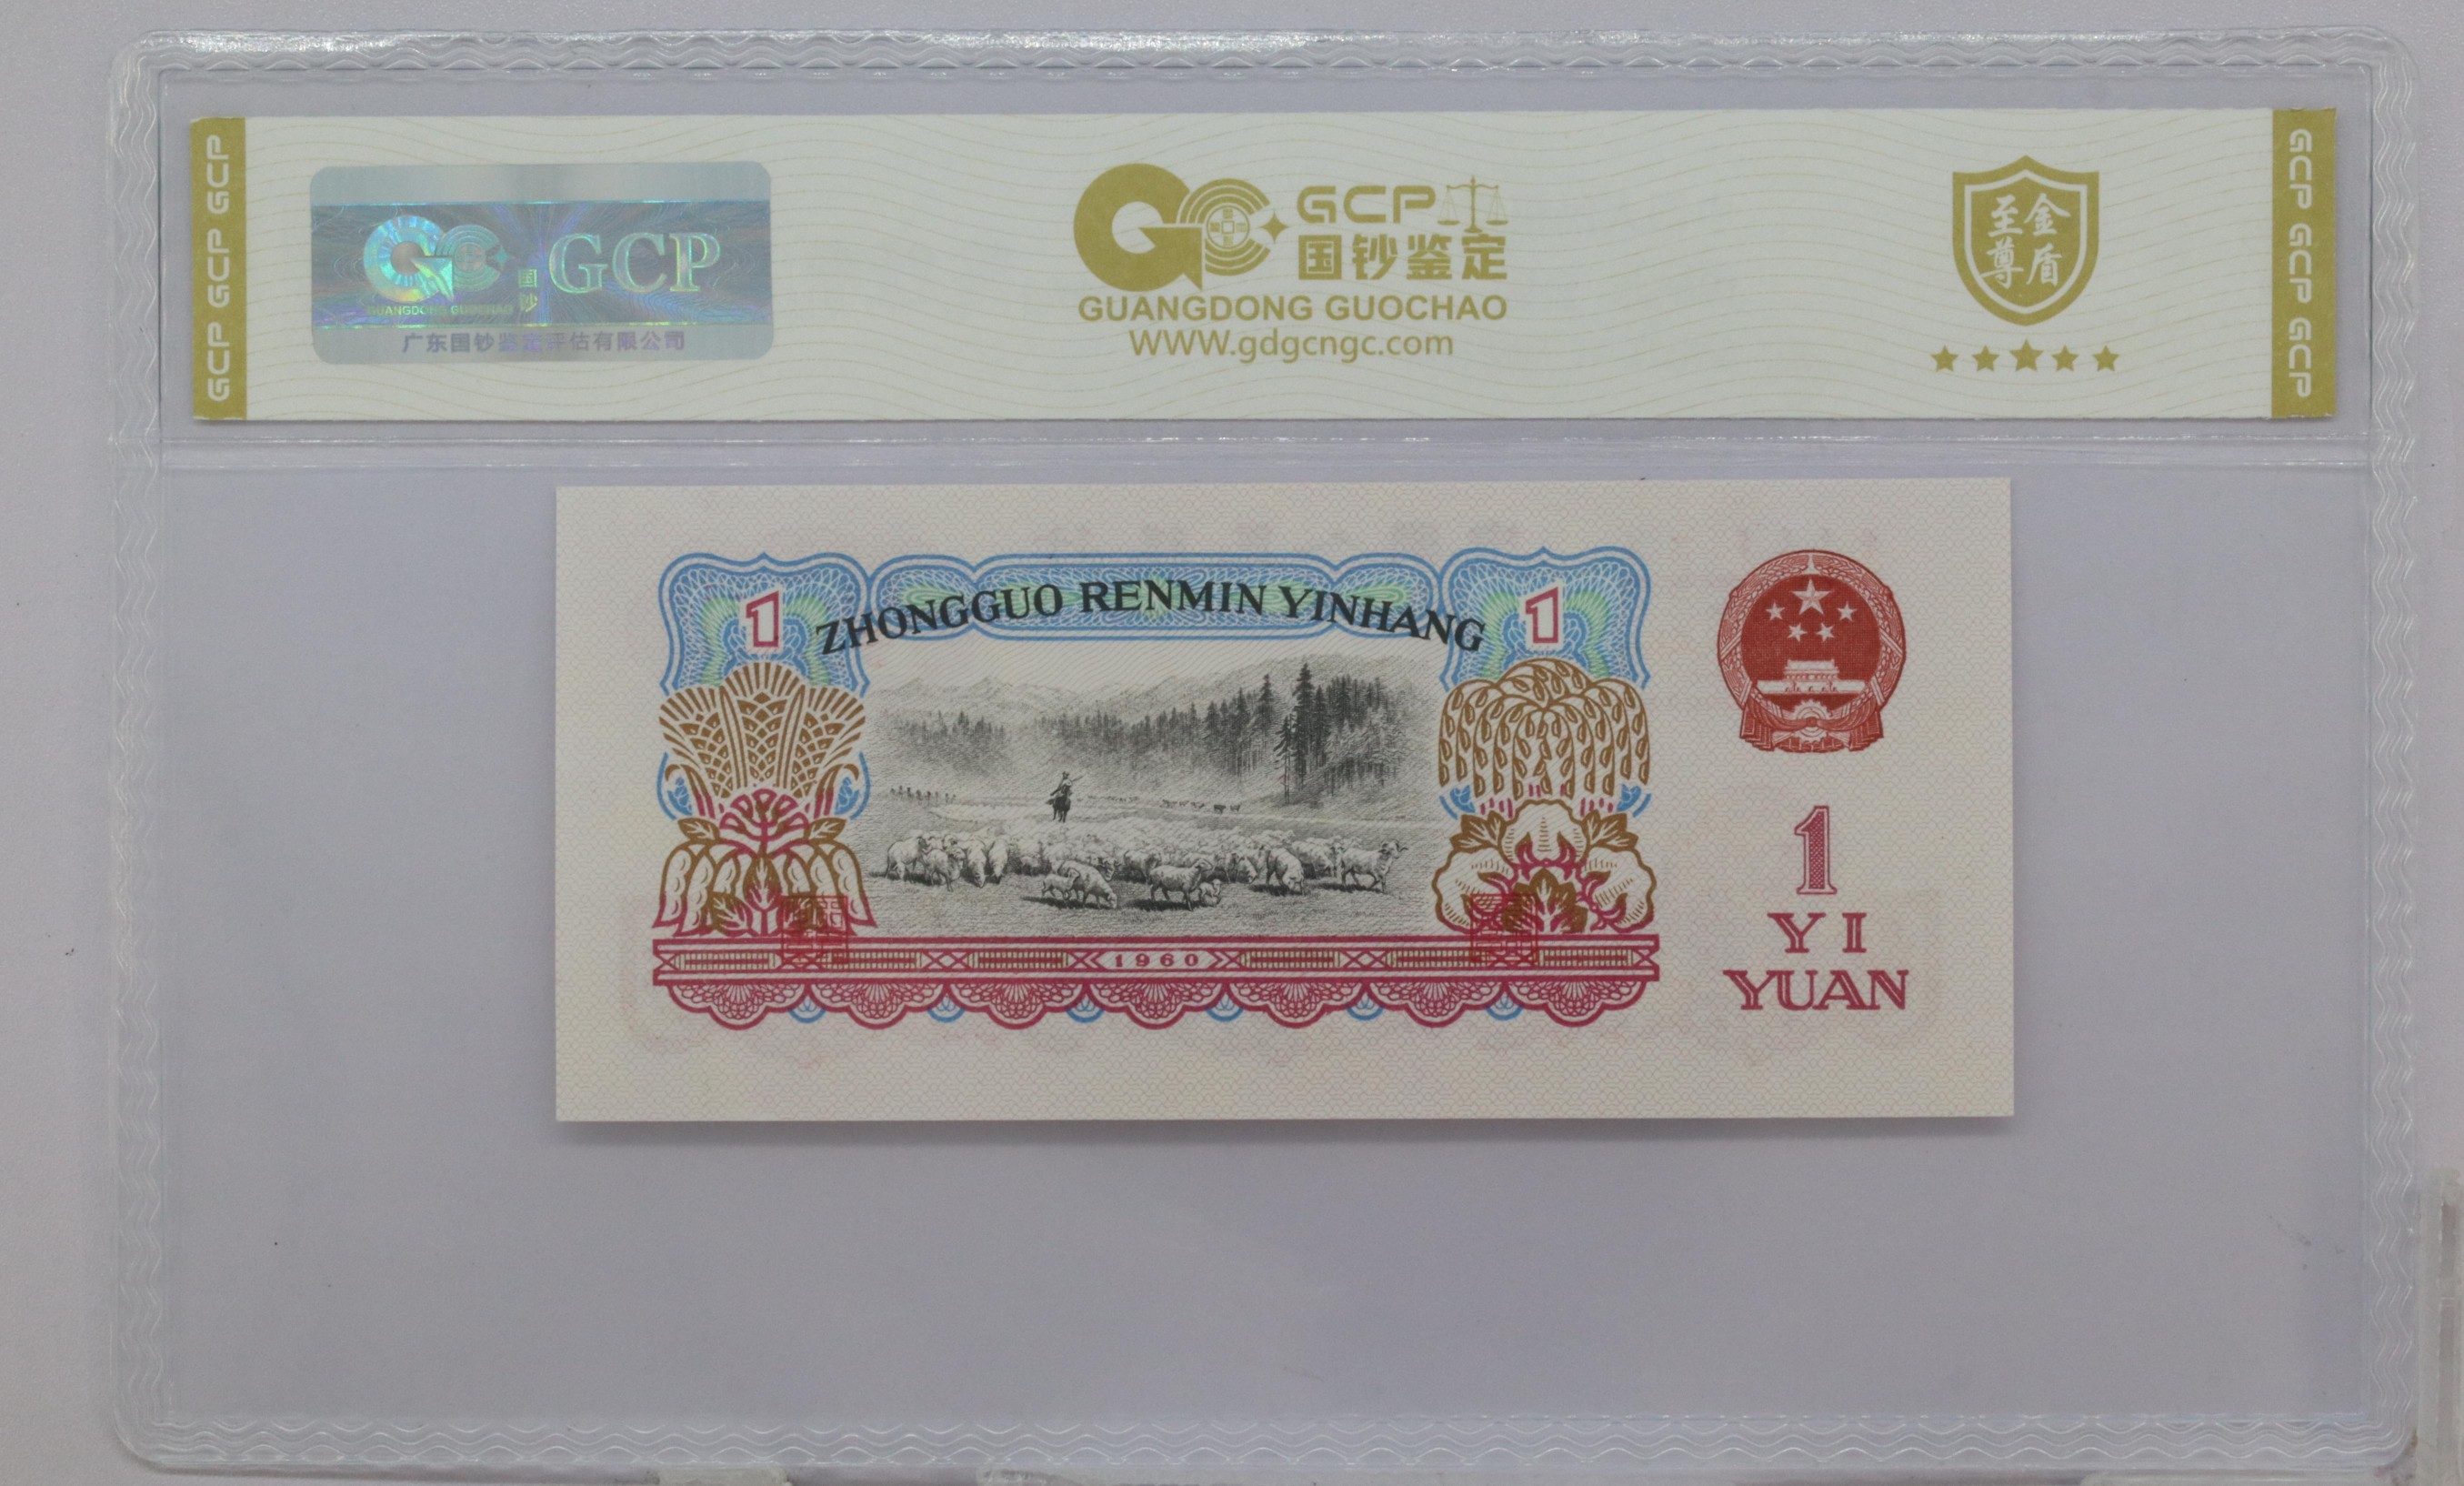 GCP GCP GCP
GCP
国钞
GUANGDONG GUOCHAO
广东国钞鉴定评估有限公司
GCP
国钞鉴定
GUANGDONG GUOCHAO
WWW.gdgcngc.com
至尊
金盾
GCP GCP GCP
ZHONGGUO RENMIN YINHANG
1
1
1960
1
YI
YUAN